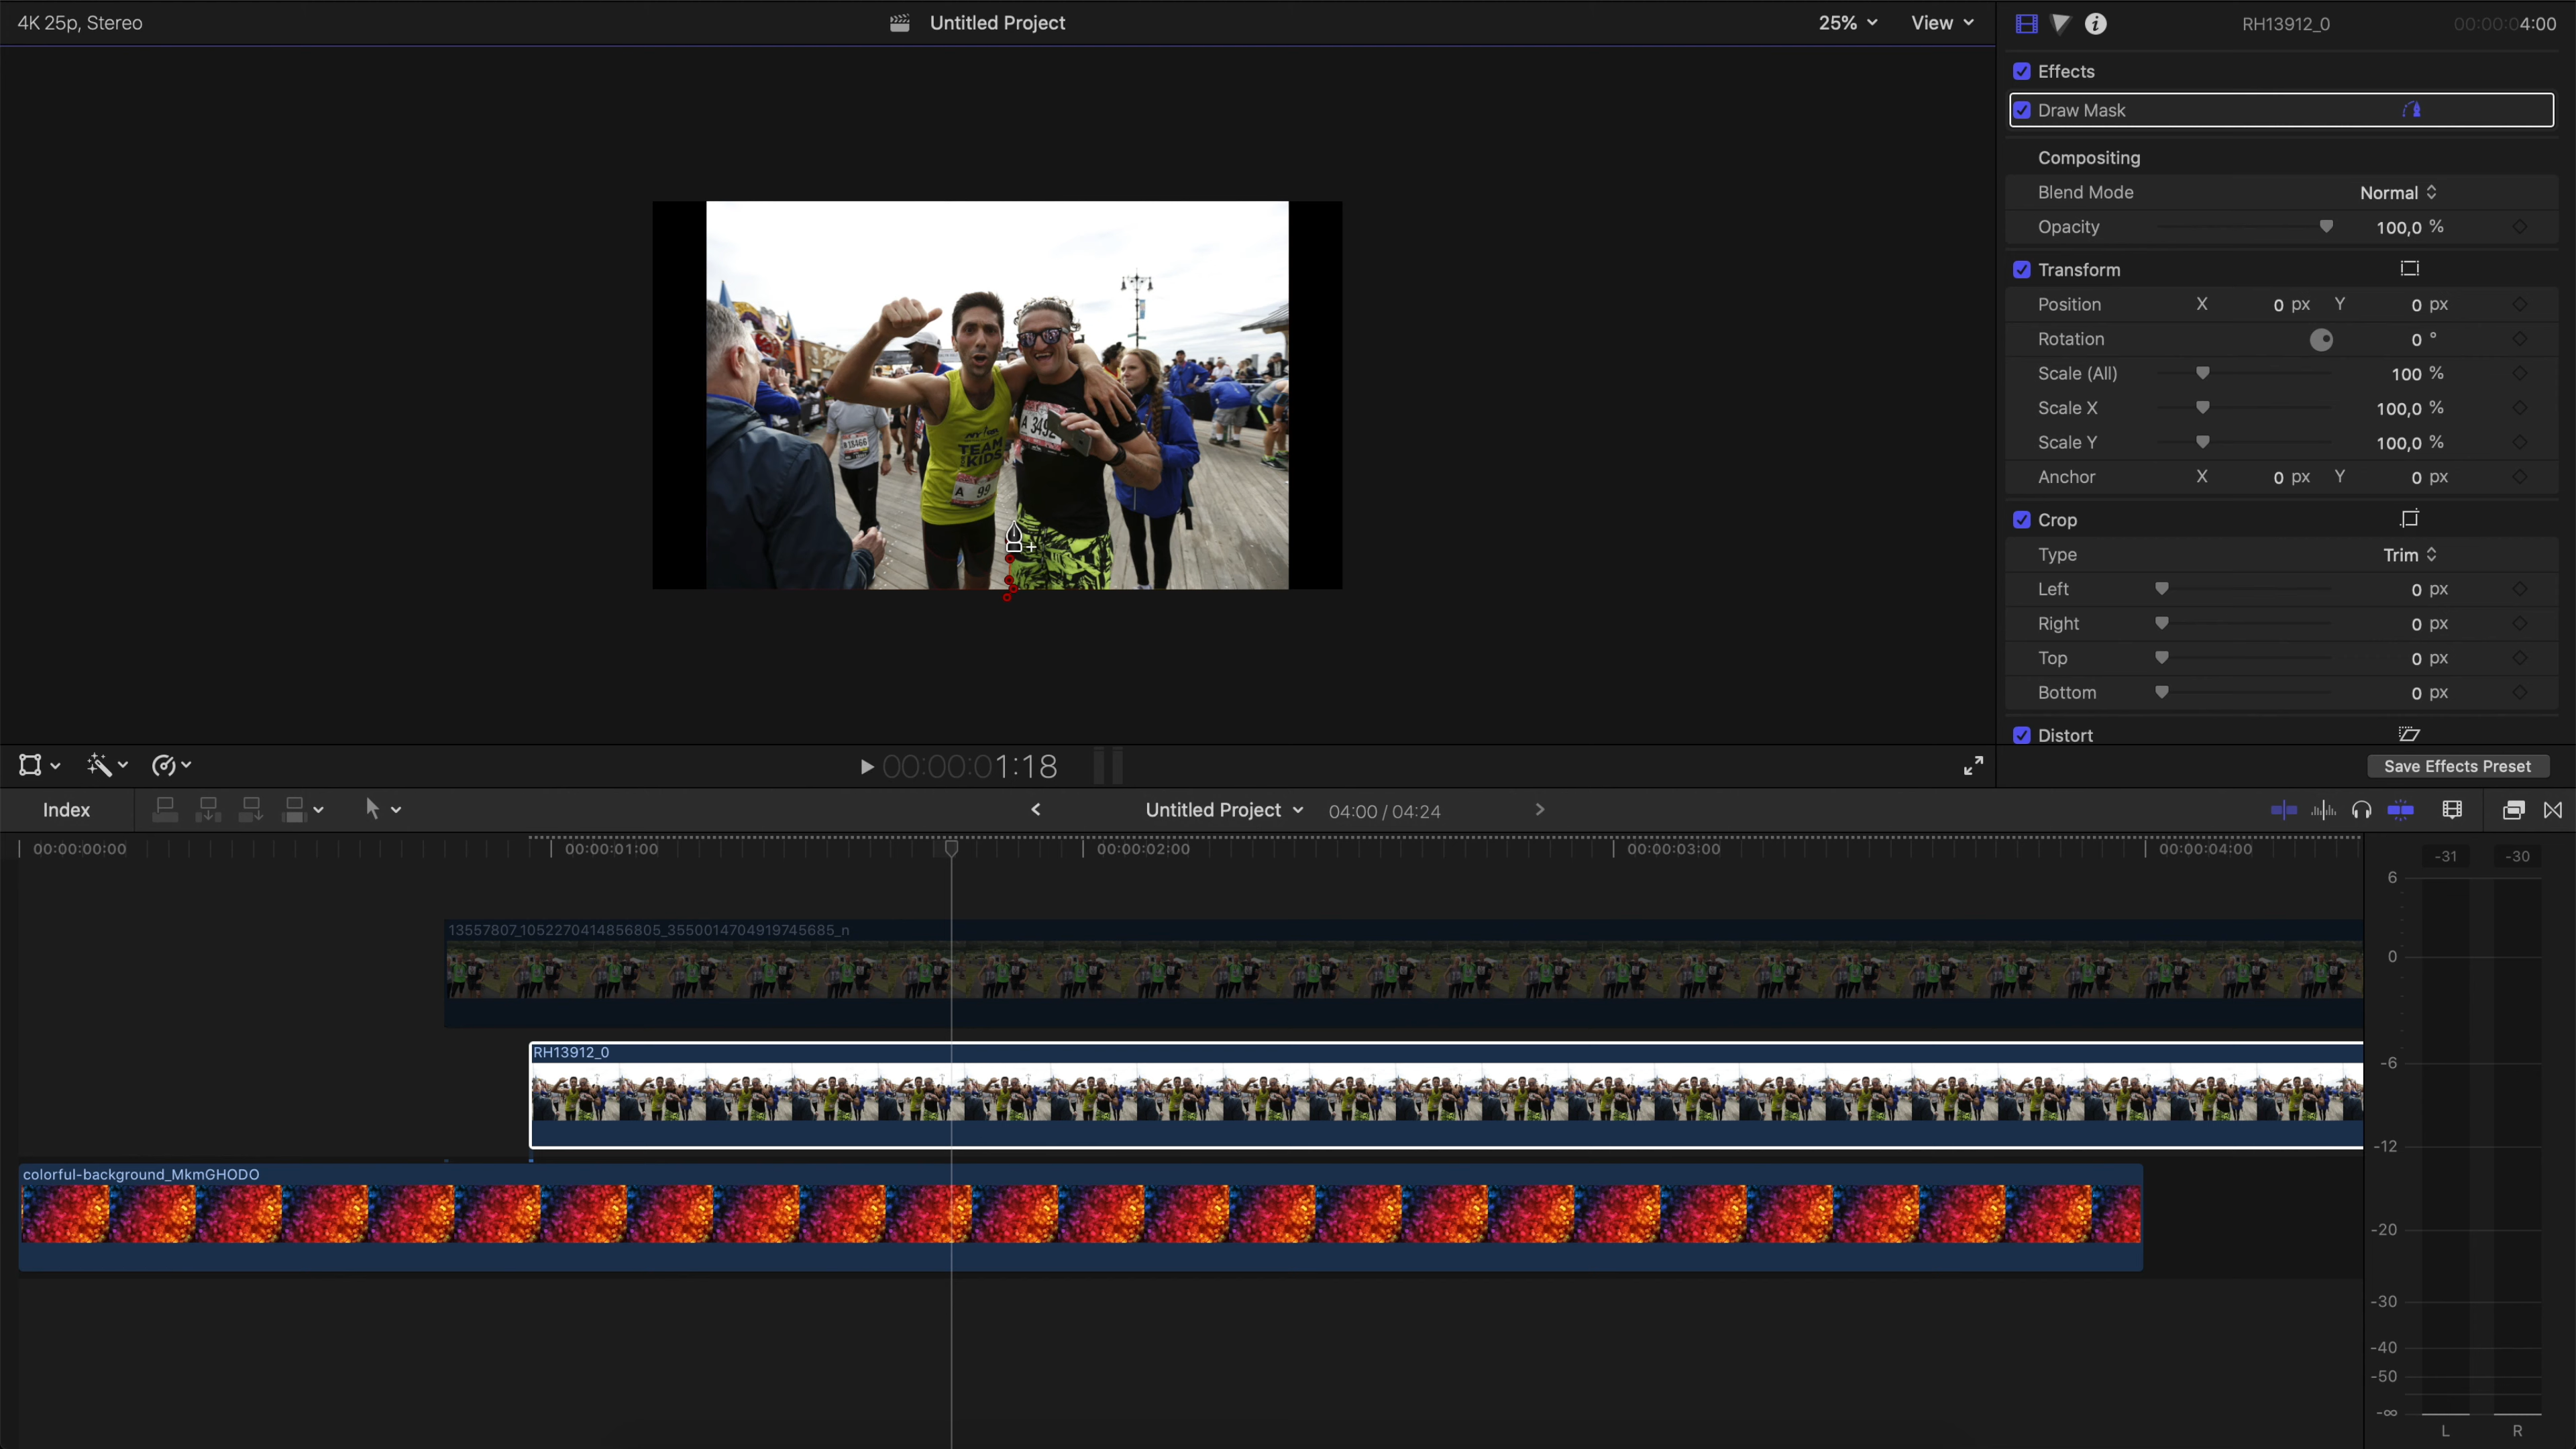 4K 25p, Stereo
Untitled Project
25%
View
RH13912_0
00:00:04:00
Effects
Draw Mask
Compositing
Blend Mode
Normal
Opacity
100,0 %
Transform
Position X 0 px Y 0 px
Rotation 0 °
Scale (All) 100 %
Scale X 100,0 %
Scale Y 100,0 %
Anchor X 0 px Y 0 px
Crop
Type Trim
Left 0 px
Right 0 px
Top 0 px
Bottom 0 px
Distort
TEAM
KIDS
A 99
A 3492
N 18466
00:00:01:18
Save Effects Preset
Index
Untitled Project
04:00 / 04:24
00:00:00:00
00:00:01:00
00:00:02:00
00:00:03:00
00:00:04:00
-31 -30
6
0
-6
-12
-20
-30
-40
-50
-∞
L R
13557807_1052270414856805_3550014704919745685_n
RH13912_0
colorful-background_MkmGHODO